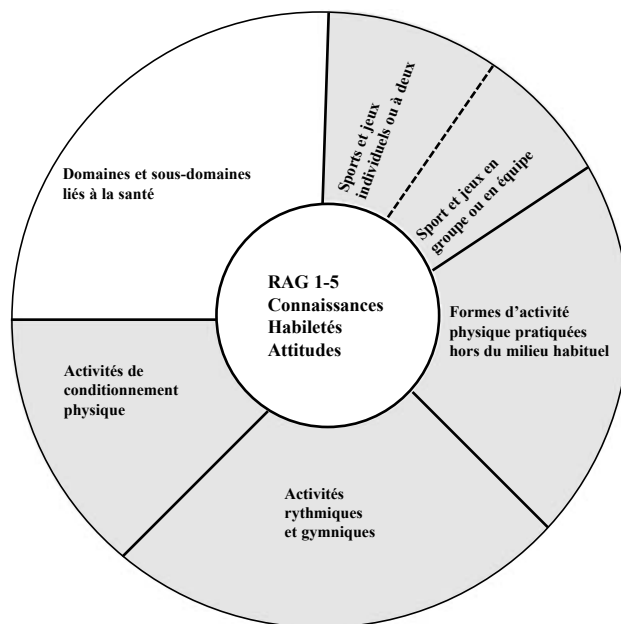 Sports et jeux
individuels ou à deux
Sport et jeux en
groupe ou en équipe
Domaines et sous-domaines
liés à la santé
RAG 1-5
Connaissances
Habiletés
Attitudes
Formes d’activité
physique pratiquées
hors du milieu habituel
Activités de
conditionnement
physique
Activités
rythmiques
et gymniques